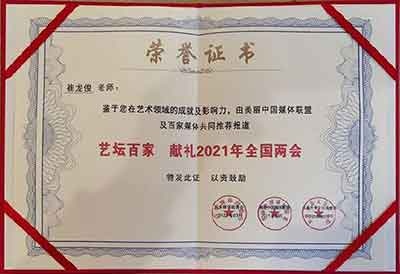 荣誉证书
崔龙俊 老师：
鉴于您在艺术领域的成就及影响力，由美丽中国媒体联盟
及百家媒体共同推荐报道
艺坛百家 献礼2021年全国两会
特发此证 以资鼓励